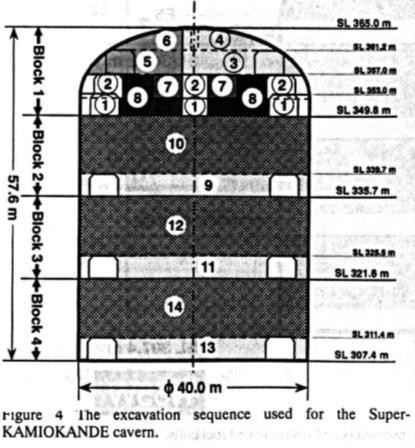 SL 365.0 m
6 4
SL 361.2 m
5 3
SL 357.0 m
2 7 2 7 2
SL 353.0 m
1 8 1 8 1
SL 349.8 m
Block 1
10
Block 2
SL 339.7 m
9
SL 335.7 m
57.6 m
12
Block 3
SL 325.6 m
11
SL 321.6 m
14
Block 4
SL 311.4 m
13
SL 307.4 m
ϕ 40.0 m
Figure 4 The excavation sequence used for the Super-
KAMIOKANDE cavern.